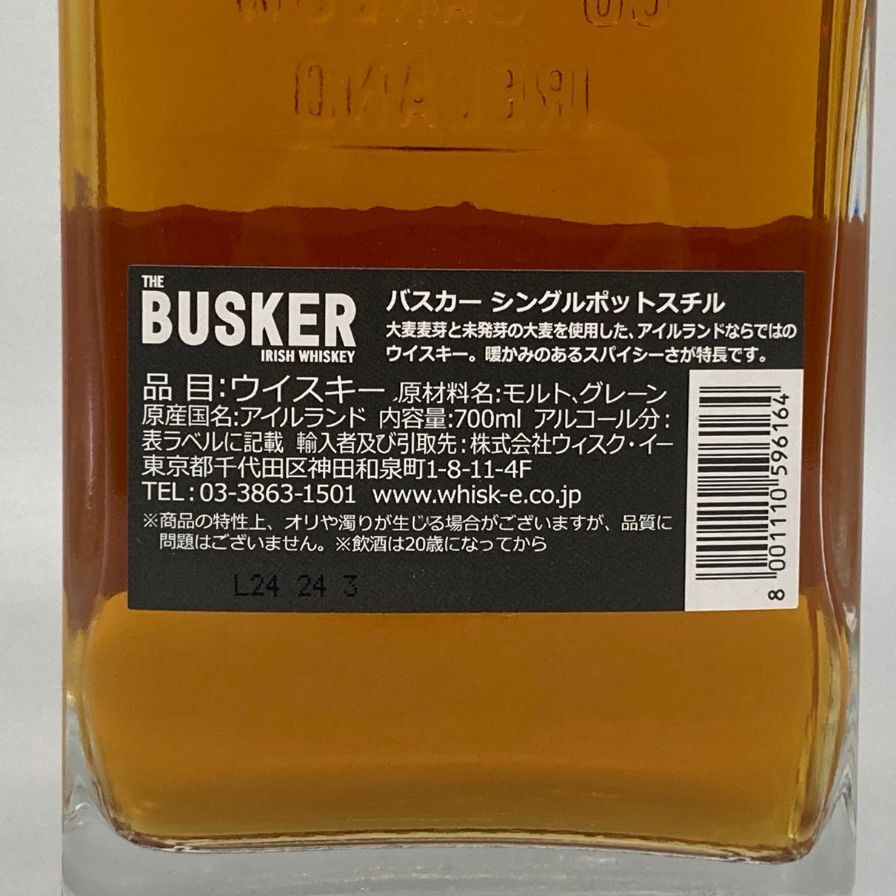 CO CARLOW
IRELAND
THE
BUSKER
IRISH WHISKEY
バスカー シングルポットスチル
大麦麦芽と未発芽の大麦を使用した、アイルランドならではの
ウイスキー。暖かみのあるスパイシーさが特長です。
品 目:ウイスキー 原材料名:モルト、グレーン
原産国名:アイルランド 内容量:700ml アルコール分:
表ラベルに記載 輸入者及び引取先:株式会社ウィスク・イー
東京都千代田区神田和泉町1-8-11-4F
TEL:03-3863-1501 www.whisk-e.co.jp
※商品の特性上、オリや濁りが生じる場合がございますが、品質に
問題はございません。※飲酒は20歳になってから
L24 24 3
8 001110 596164